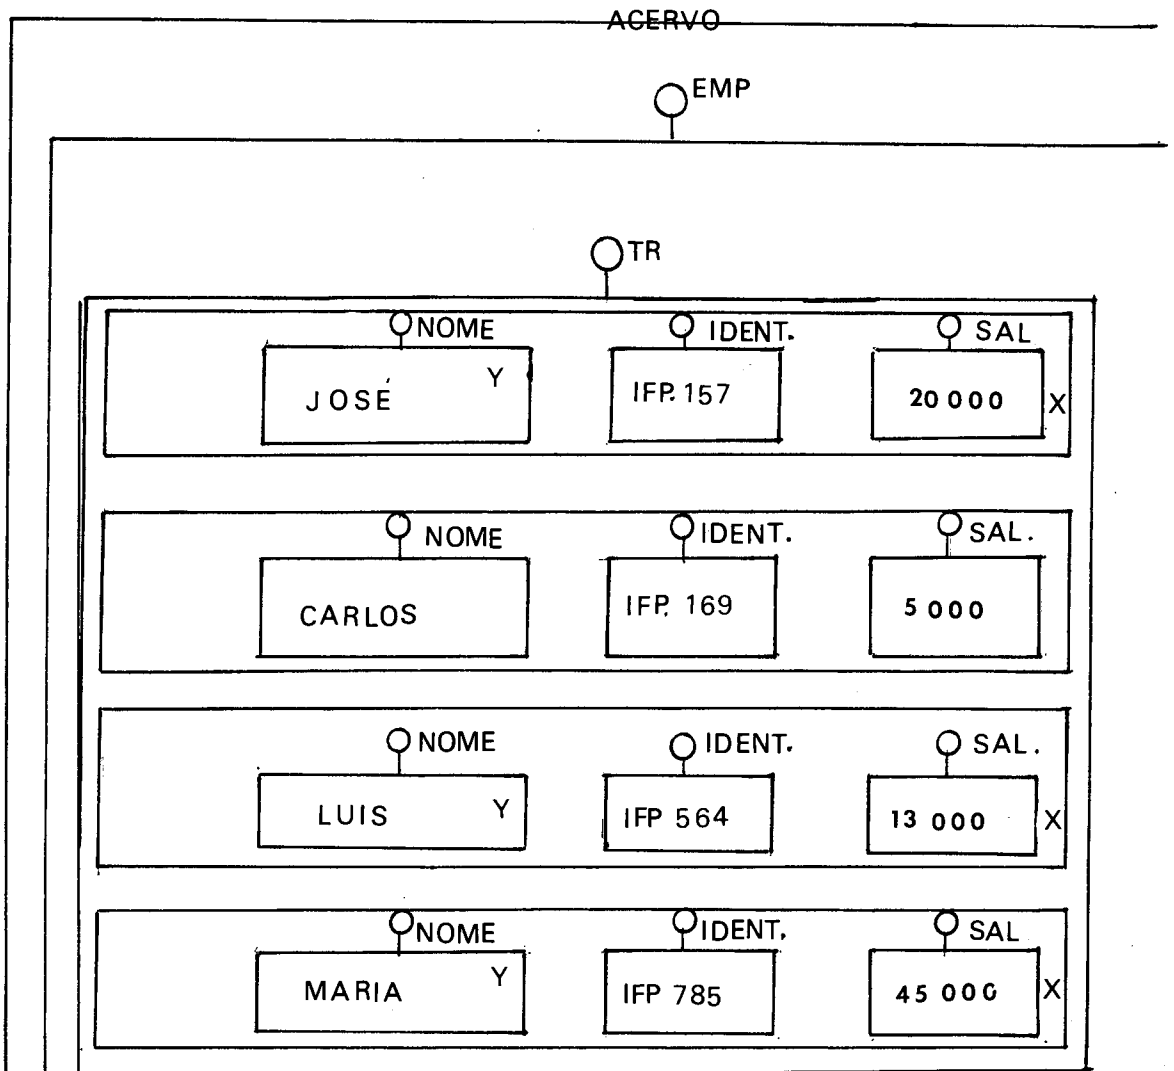 ACERVO
EMP
TR
NOME IDENT. SAL
JOSÉ Y IFP. 157 20 000 X
NOME IDENT. SAL.
CARLOS IFP. 169 5 000
NOME IDENT. SAL.
LUIS Y IFP 564 13 000 X
NOME IDENT. SAL
MARIA Y IFP 785 45 000 X